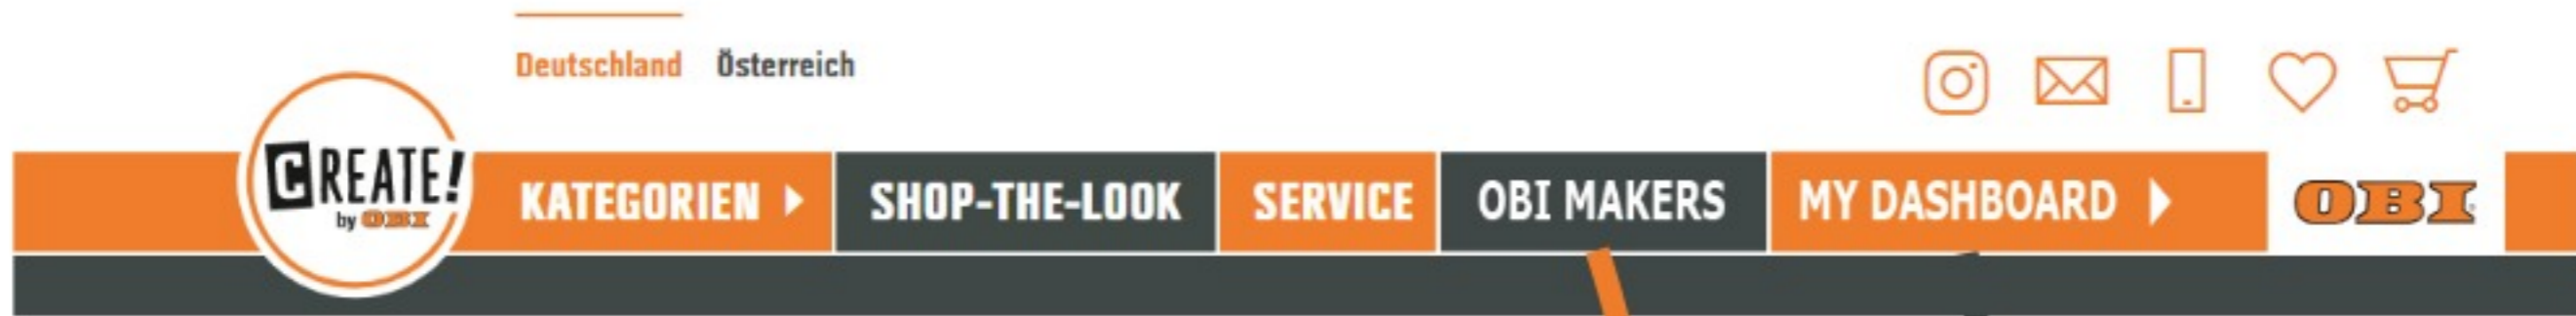 Deutschland Österreich
CREATE!
by OBI
KATEGORIEN SHOP-THE-LOOK SERVICE OBI MAKERS MY DASHBOARD OBI